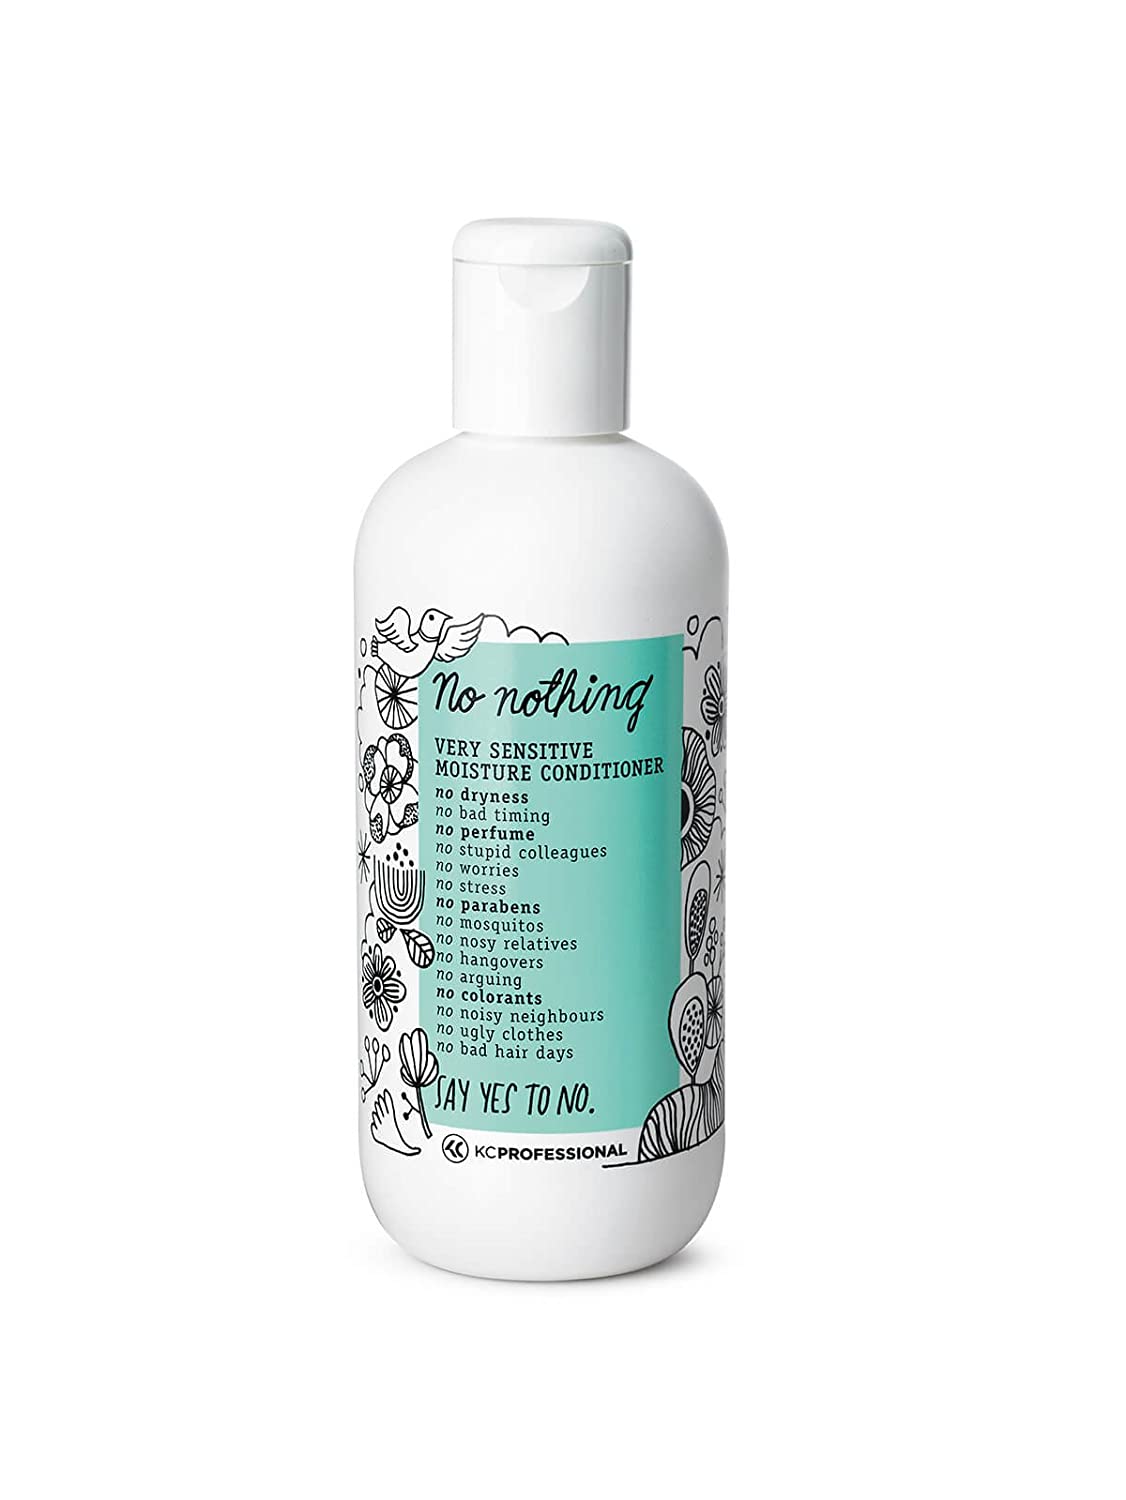 No nothing
VERY SENSITIVE
MOISTURE CONDITIONER
no dryness
no bad timing
no perfume
no stupid colleagues
no worries
no stress
no parabens
no mosquitos
no nosy relatives
no hangovers
no arguing
no colorants
no noisy neighbours
no ugly clothes
no bad hair days
SAY YES TO NO.
KC KCPROFESSIONAL